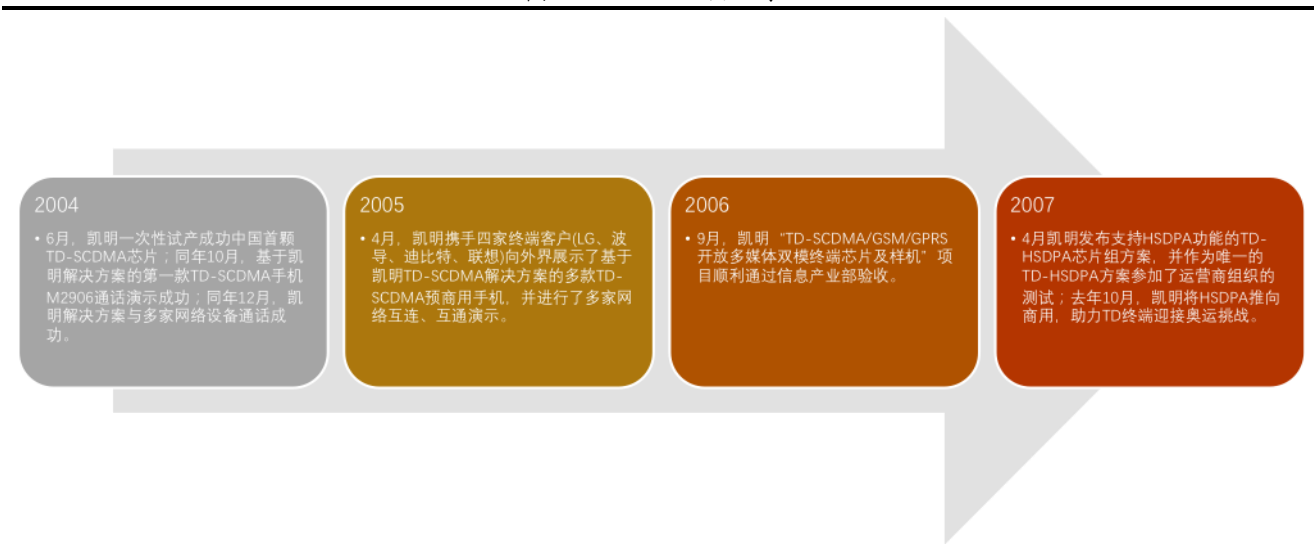 2004
• 6月，凯明一次性试产成功中国首颗
TD-SCDMA芯片；同年10月，基于凯
明解决方案的第一款TD-SCDMA手机
M2906通话演示成功；同年12月，凯
明解决方案与多家网络设备通话成
功。
2005
• 4月，凯明携手四家终端客户(LG、波
导、迪比特、联想)向外界展示了基于
凯明TD-SCDMA解决方案的多款TD-
SCDMA预商用手机，并进行了多家网
络互连、互通演示。
2006
• 9月，凯明“TD-SCDMA/GSM/GPRS
开放多媒体双模终端芯片及样机”项
目顺利通过信息产业部验收。
2007
• 4月凯明发布支持HSDPA功能的TD-
HSDPA芯片组方案，并作为唯一的
TD-HSDPA方案参加了运营商组织的
测试；去年10月，凯明将HSDPA推向
商用，助力TD终端迎接奥运挑战。